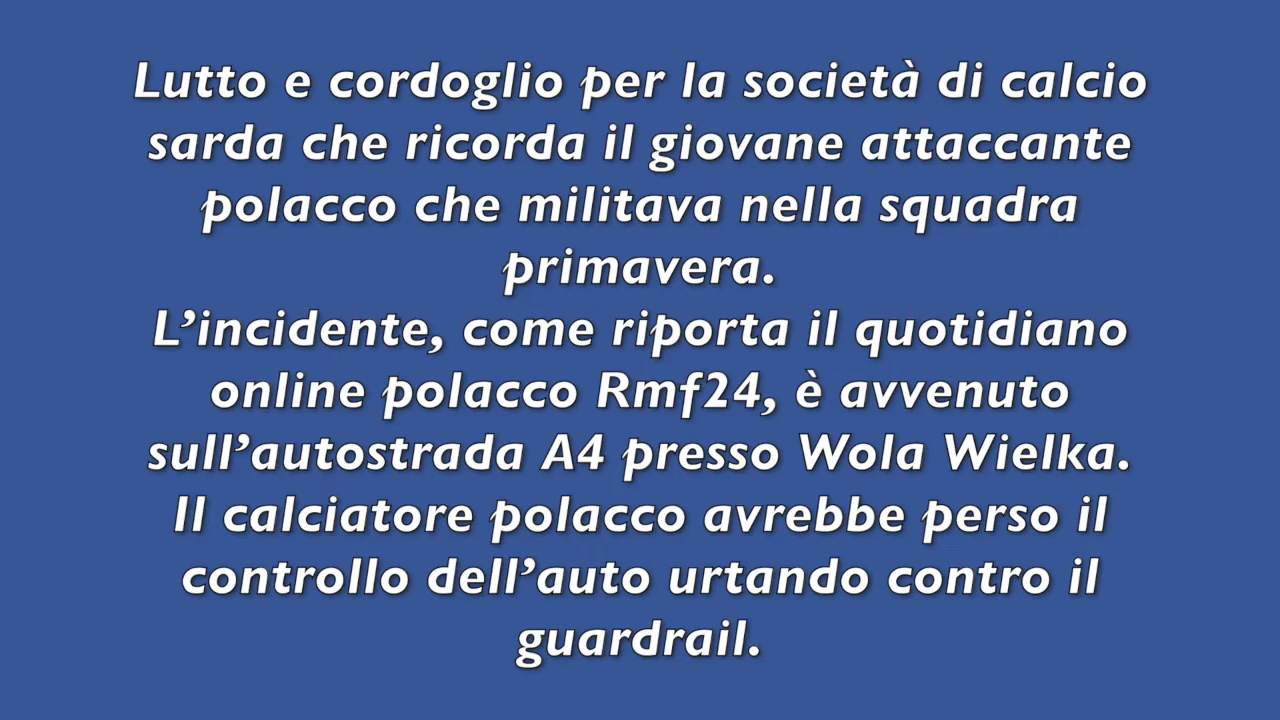 Lutto e cordoglio per la società di calcio
sarda che ricorda il giovane attaccante
polacco che militava nella squadra
primavera.
L’incidente, come riporta il quotidiano
online polacco Rmf24, è avvenuto
sull’autostrada A4 presso Wola Wielka.
Il calciatore polacco avrebbe perso il
controllo dell’auto urtando contro il
guardrail.